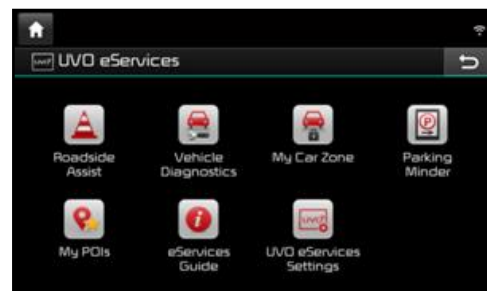 UVO eServices
Roadside
Assist
Vehicle
Diagnostics
My Car Zone
Parking
Minder
My POIs
eServices
Guide
UVO eServices
Settings